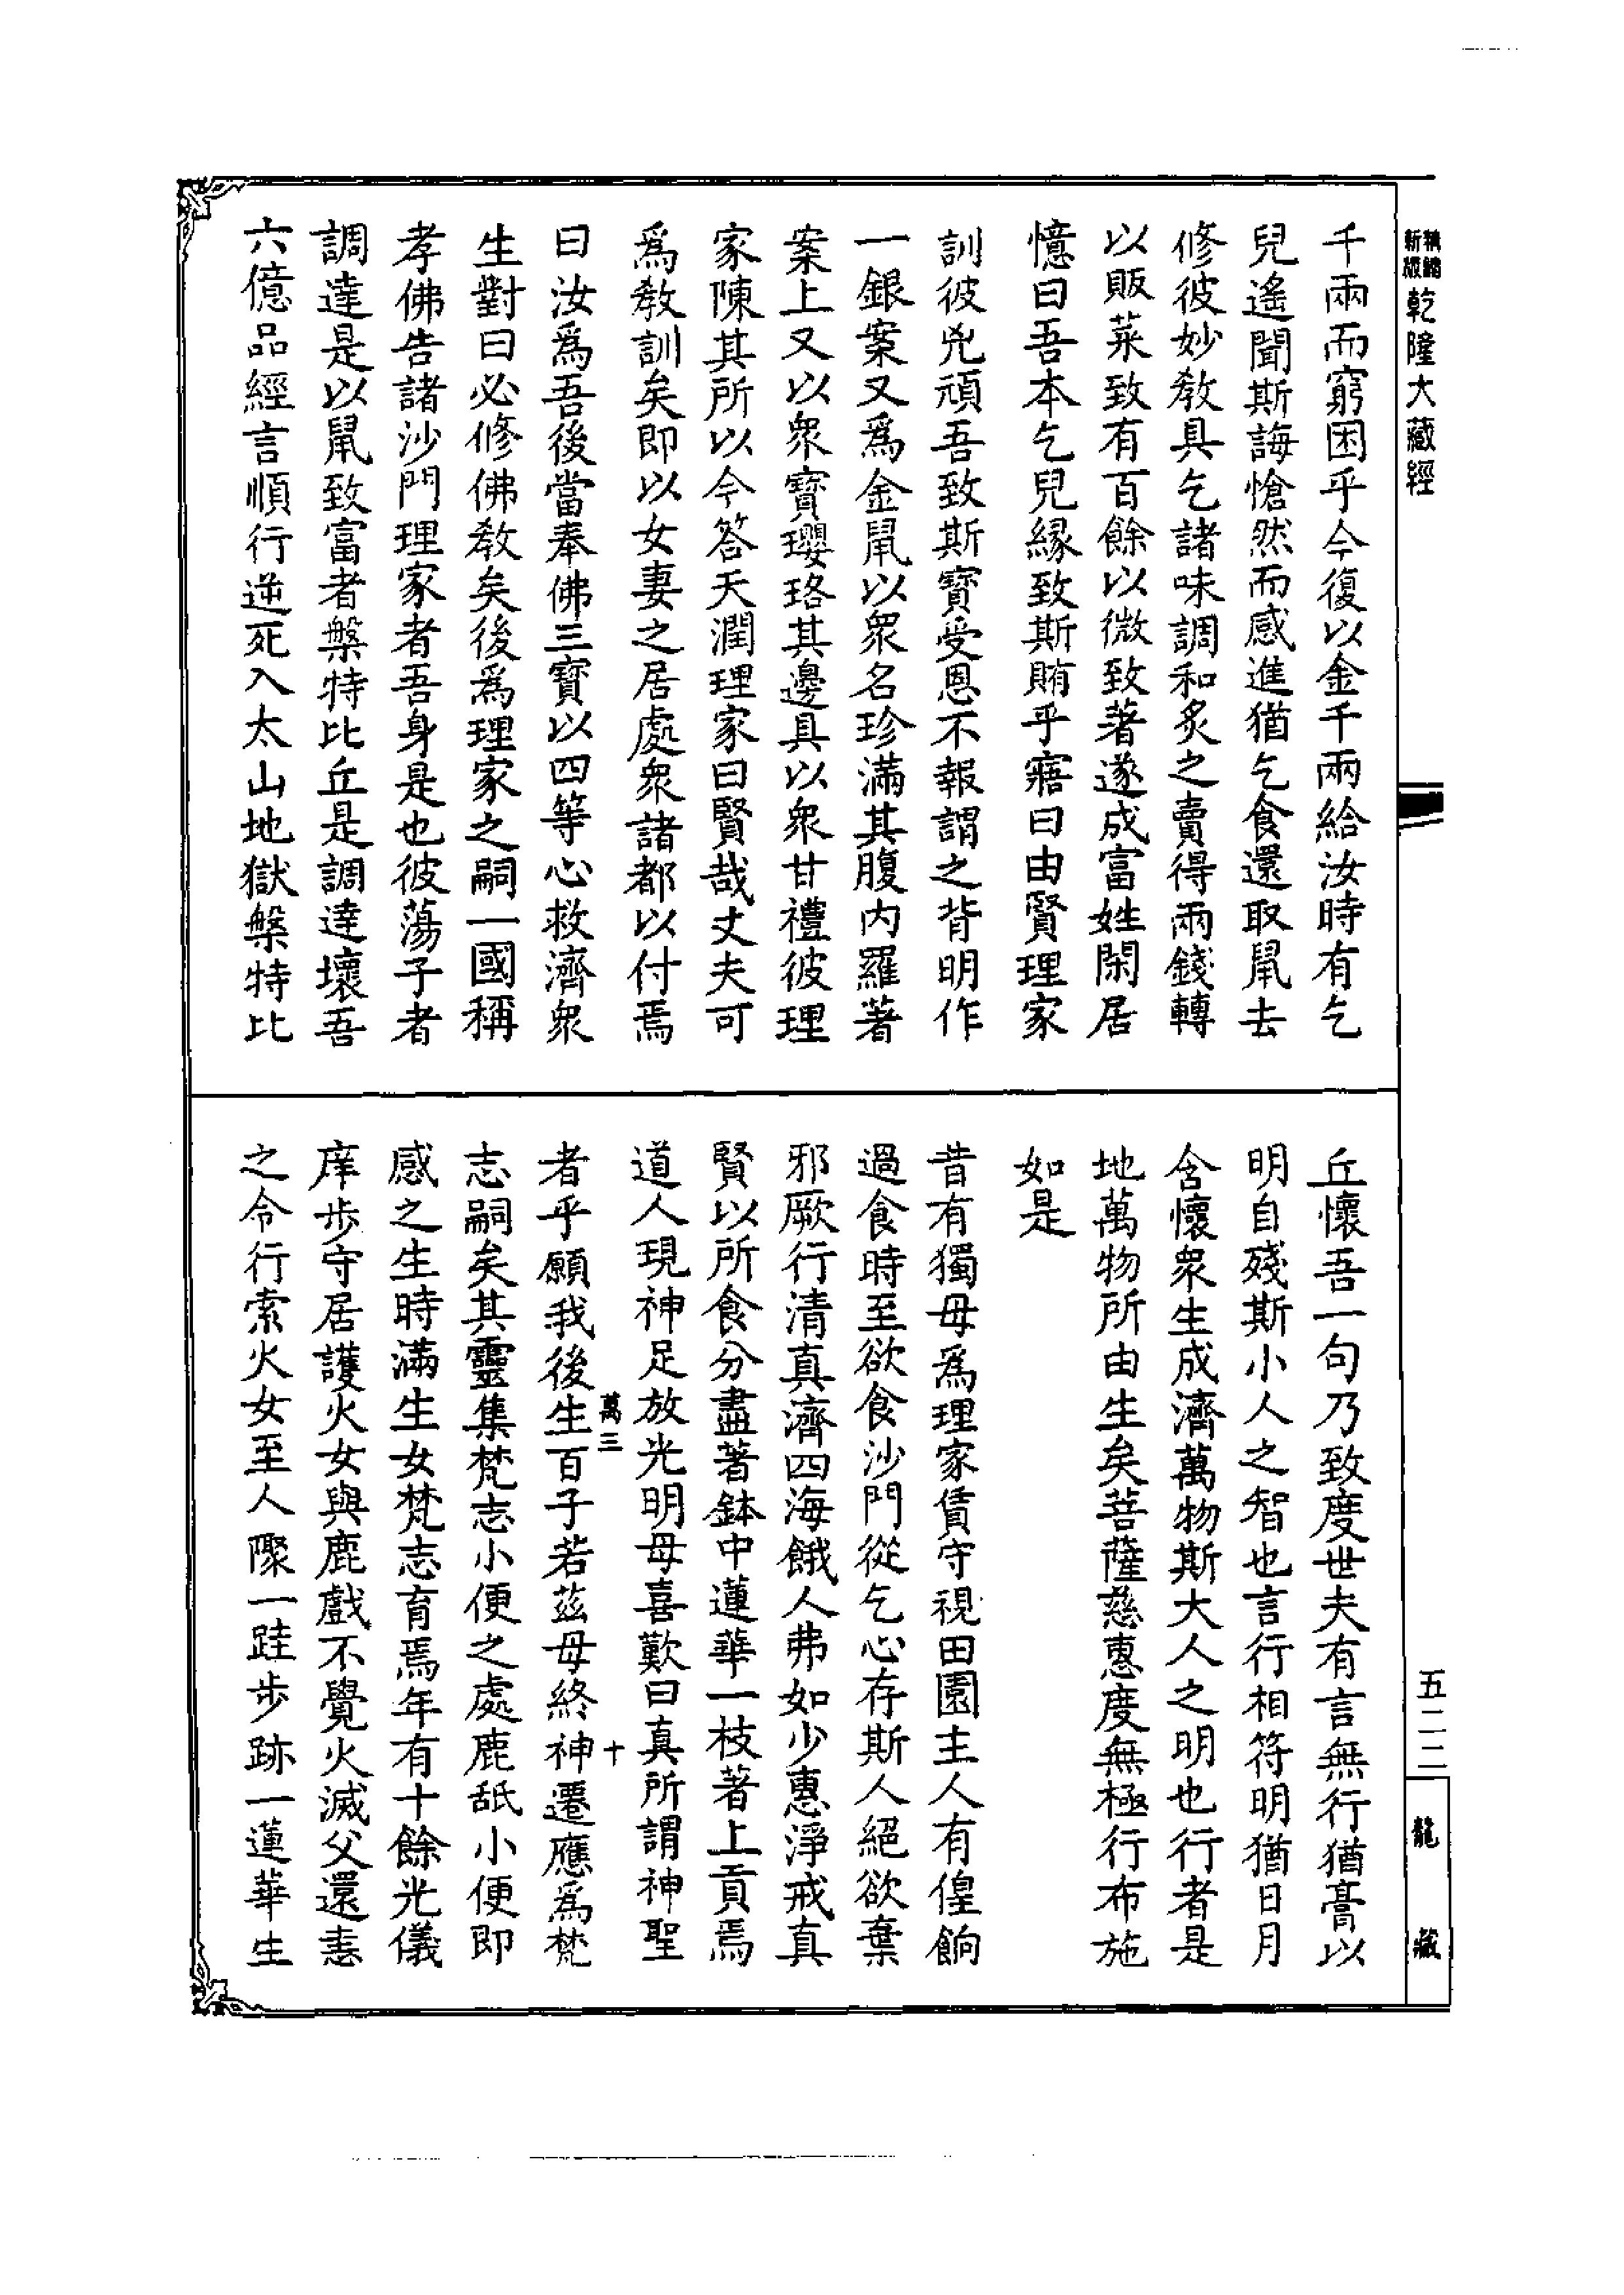 精縮新版 乾隆大藏經
千兩而窮困乎今復以金千兩給汝時有乞
兒遙聞斯誨愴然而感進猶乞食還取鼠去
修彼妙教具乞諸味調和炙之賣得兩錢轉
以販菜致有百餘以微致著遂成富姓閑居
憶曰吾本乞兒緣致斯賄乎寤曰由賢理家
訓彼兇頑吾致斯寶受恩不報謂之背明作
一銀案又為金鼠以眾名珍滿其腹內羅著
案上又以眾寶瓔珞其邊具以眾甘禮彼理
家陳其所以今答天潤理家曰賢哉丈夫可
為教訓矣即以女妻之居處眾諸都以付焉
曰汝為吾後當奉佛三寶以四等心救濟眾
生對曰必修佛教矣後為理家之嗣一國稱
孝佛告諸沙門理家者吾身是也彼蕩子者
調達是以鼠致富者槃特比丘是調達壞吾
六億品經言順行逆死入太山地獄槃特比
丘懷吾一句乃致度世夫有言無行猶膏以
明自殘斯小人之智也言行相符明猶日月
含懷眾生成濟萬物斯大人之明也行者是
地萬物所由生矣菩薩慈惠度無極行布施
如是
昔有獨母為理家賃守視田園主人有偟餉
過食時至欲食沙門從乞心存斯人絕欲棄
邪厥行清真濟四海餓人弗如少惠淨戒真
賢以所食分盡著鉢中蓮華一枝著上貢焉
道人現神足放光明母喜歎曰真所謂神聖
萬三 十
者乎願我後生百子若茲母終神遷應為梵
志嗣矣其靈集梵志小便之處鹿舐小便即
感之生時滿生女梵志育焉年有十餘光儀
庠步守居護火女與鹿戲不覺火滅父還恚
之令行索火女至人聚一跬步跡一蓮華生
五二二
龍藏